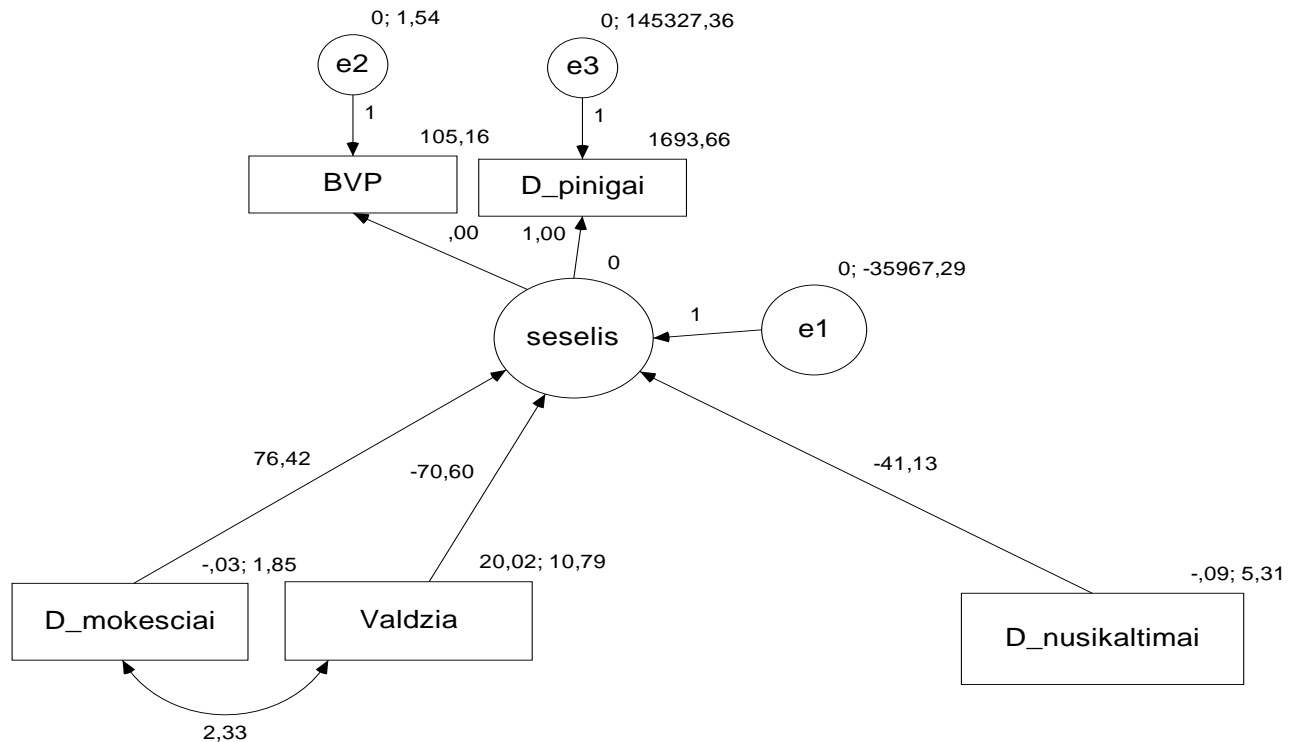 0; 1,54
0; 145327,36
e2
e3
1
1
105,16
1693,66
BVP
D_pinigai
,00
1,00
0
0; -35967,29
seselis
1
e1
76,42
-70,60
-41,13
-,03; 1,85
20,02; 10,79
-,09; 5,31
D_mokesciai
Valdzia
D_nusikaltimai
2,33